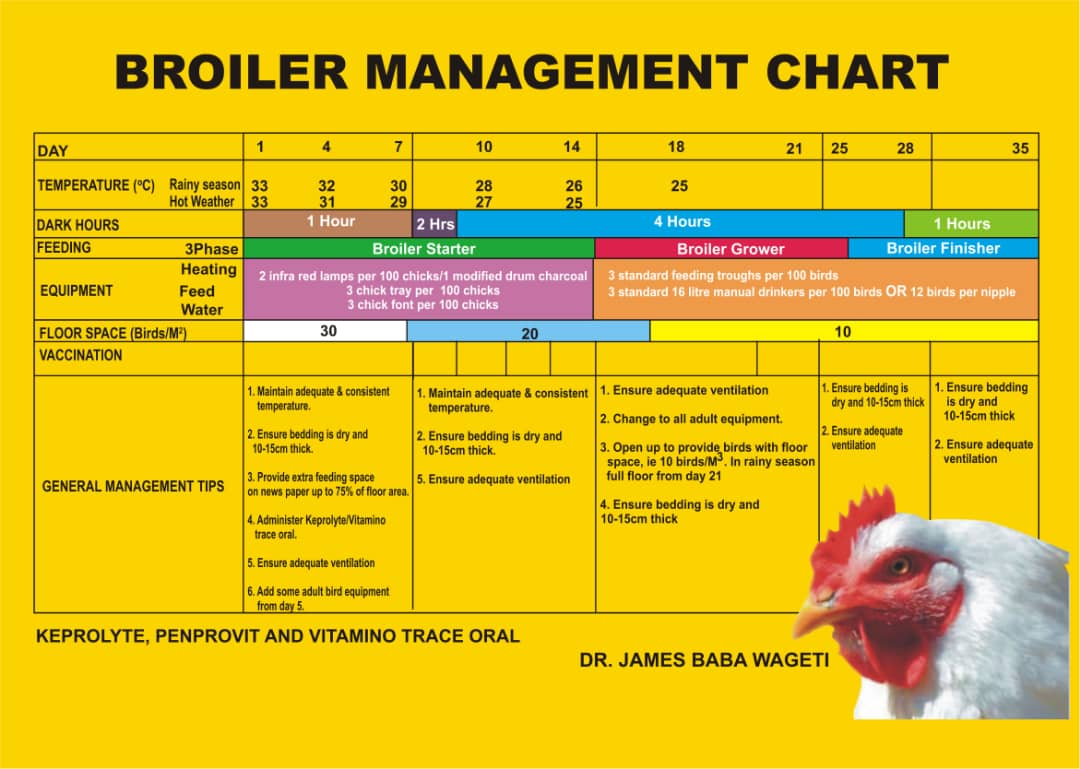 BROILER MANAGEMENT CHART
DAY 1 4 7 10 14 18 21 25 28 35
TEMPERATURE (ºC) Rainy season 33 32 30 28 26 25
Hot Weather 33 31 29 27 25
DARK HOURS 1 Hour 2 Hrs 4 Hours 1 Hours
FEEDING 3Phase Broiler Starter Broiler Grower Broiler Finisher
EQUIPMENT
Heating
Feed
Water
2 infra red lamps per 100 chicks/1 modified drum charcoal
3 chick tray per 100 chicks
3 chick font per 100 chicks
3 standard feeding troughs per 100 birds
3 standard 16 litre manual drinkers per 100 birds OR 12 birds per nipple
FLOOR SPACE (Birds/M²) 30 20 10
VACCINATION
GENERAL MANAGEMENT TIPS
1. Maintain adequate & consistent
temperature.
2. Ensure bedding is dry and
10-15cm thick.
3. Provide extra feeding space
on news paper up to 75% of floor area.
4. Administer Keprolyte/Vitamino
trace oral.
5. Ensure adequate ventilation
6. Add some adult bird equipment
from day 5.
1. Maintain adequate & consistent
temperature.
2. Ensure bedding is dry and
10-15cm thick.
5. Ensure adequate ventilation
1. Ensure adequate ventilation
2. Change to all adult equipment.
3. Open up to provide birds with floor
space, ie 10 birds/M³. In rainy season
full floor from day 21
4. Ensure bedding is dry and
10-15cm thick
1. Ensure bedding is
dry and 10-15cm thick
2. Ensure adequate
ventilation
1. Ensure bedding
is dry and
10-15cm thick
2. Ensure adequate
ventilation
KEPROLYTE, PENPROVIT AND VITAMINO TRACE ORAL
DR. JAMES BABA WAGETI